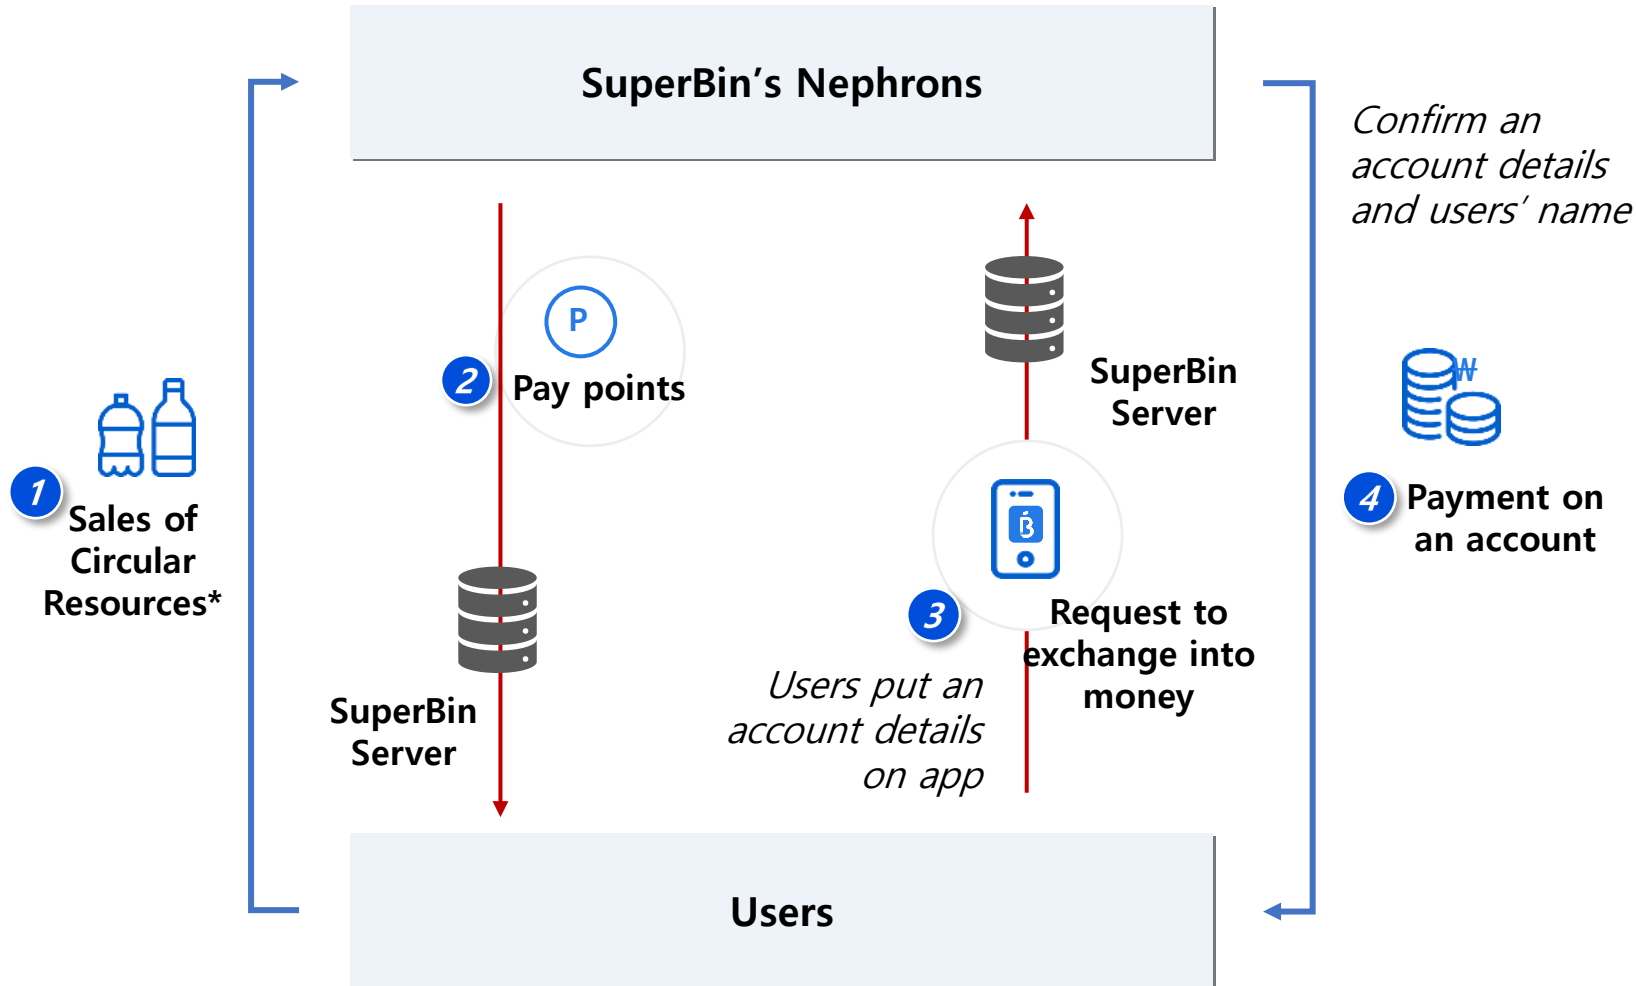 SuperBin’s Nephrons
Confirm an
account details
and users’ name
P
2
Pay points
SuperBin
Server
1
Sales of
Circular
Resources*
₩
4
Payment on
an account
3
Request to
exchange into
money
Users put an
account details
on app
SuperBin
Server
Users